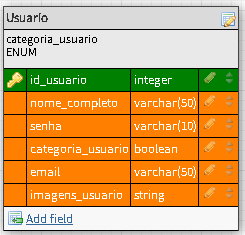 Usuario
categoria_usuario
ENUM
id_usuario integer
nome_completo varchar(50)
senha varchar(10)
categoria_usuario boolean
email varchar(50)
imagens_usuario string
Add field